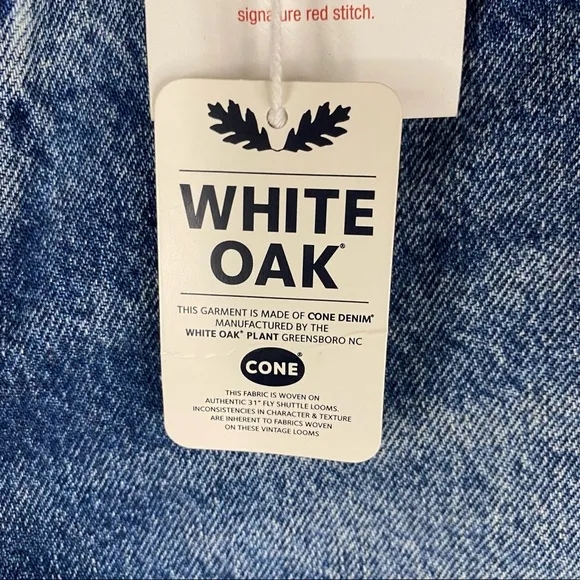 signature red stitch.
WHITE
OAK®
THIS GARMENT IS MADE OF CONE DENIM®
MANUFACTURED BY THE
WHITE OAK® PLANT GREENSBORO NC
CONE®
THIS FABRIC IS WOVEN ON
AUTHENTIC 31" FLY SHUTTLE LOOMS.
INCONSISTENCIES IN CHARACTER & TEXTURE
ARE INHERENT TO FABRICS WOVEN
ON THESE VINTAGE LOOMS